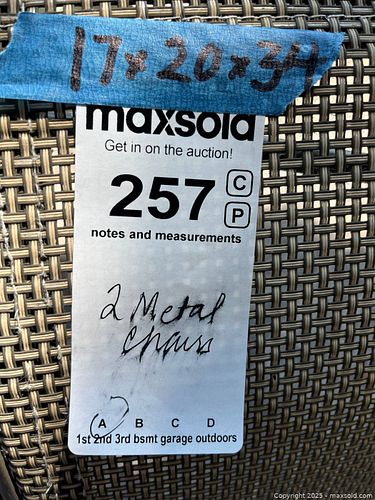 17x20x34
maxsold
Get in on the auction!
257 C
P
notes and measurements
2 Metal
chairs
A B C D
1st 2nd 3rd bsmt garage outdoors
Copyright 2025 - maxsold.com